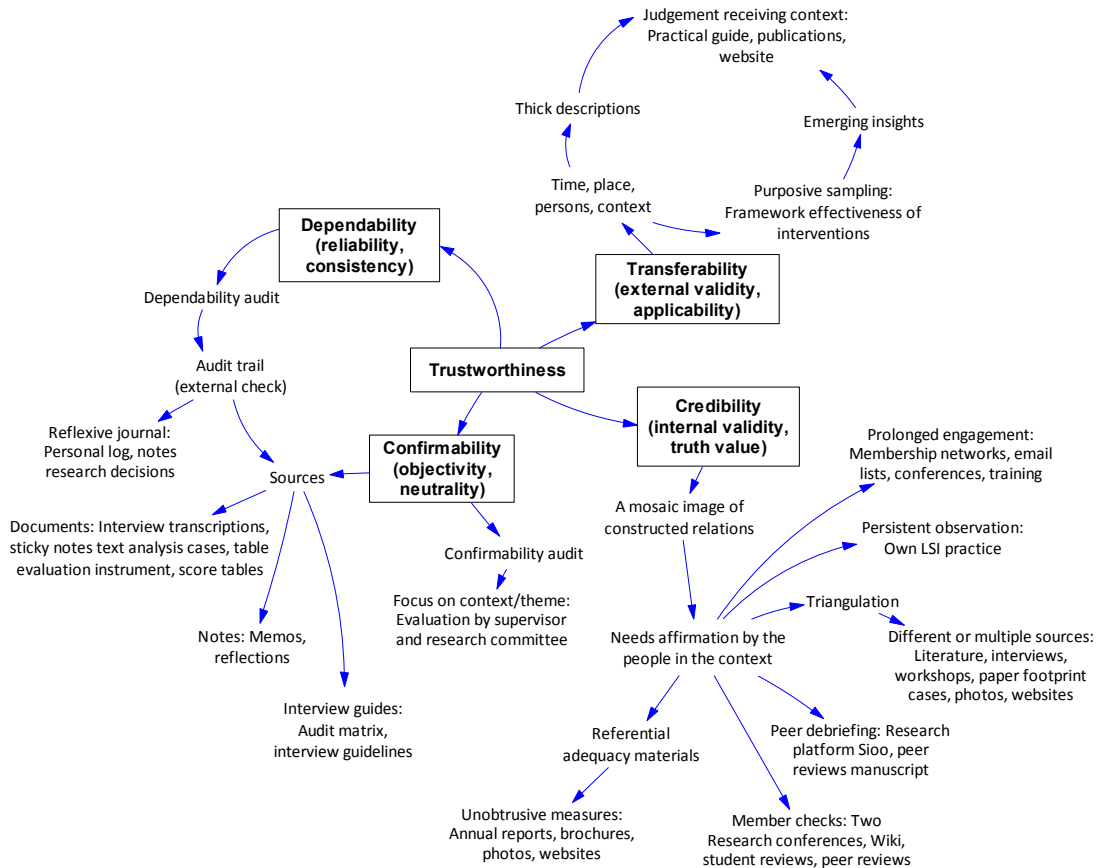 Judgement receiving context:
Practical guide, publications,
website
Thick descriptions
Emerging insights
Time, place,
persons, context
Purposive sampling:
Framework effectiveness of
interventions
Dependability
(reliability,
consistency)
Transferability
(external validity,
applicability)
Dependability audit
Trustworthiness
Audit trail
(external check)
Credibility
(internal validity,
truth value)
Reflexive journal:
Personal log, notes
research decisions
Confirmability
(objectivity,
neutrality)
Sources
Prolonged engagement:
Membership networks, email
lists, conferences, training
A mosaic image of
constructed relations
Documents: Interview transcriptions,
sticky notes text analysis cases, table
evaluation instrument, score tables
Persistent observation:
Own LSI practice
Confirmability audit
Focus on context/theme:
Evaluation by supervisor
and research committee
Triangulation
Notes: Memos,
reflections
Needs affirmation by the
people in the context
Different or multiple sources:
Literature, interviews,
workshops, paper footprint
cases, photos, websites
Interview guides:
Audit matrix,
interview guidelines
Referential
adequacy materials
Peer debriefing: Research
platform Sioo, peer
reviews manuscript
Unobtrusive measures:
Annual reports, brochures,
photos, websites
Member checks: Two
Research conferences, Wiki,
student reviews, peer reviews